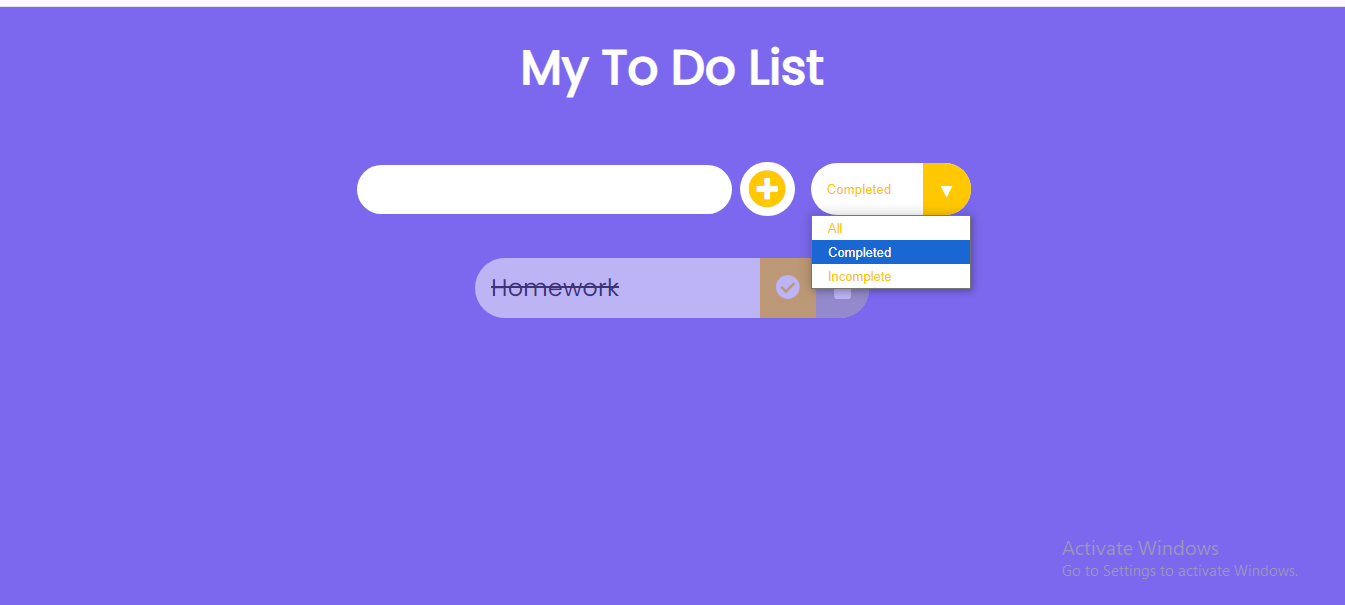 My To Do List
Completed
All
Completed
Incomplete
Homework
Activate Windows
Go to Settings to activate Windows.